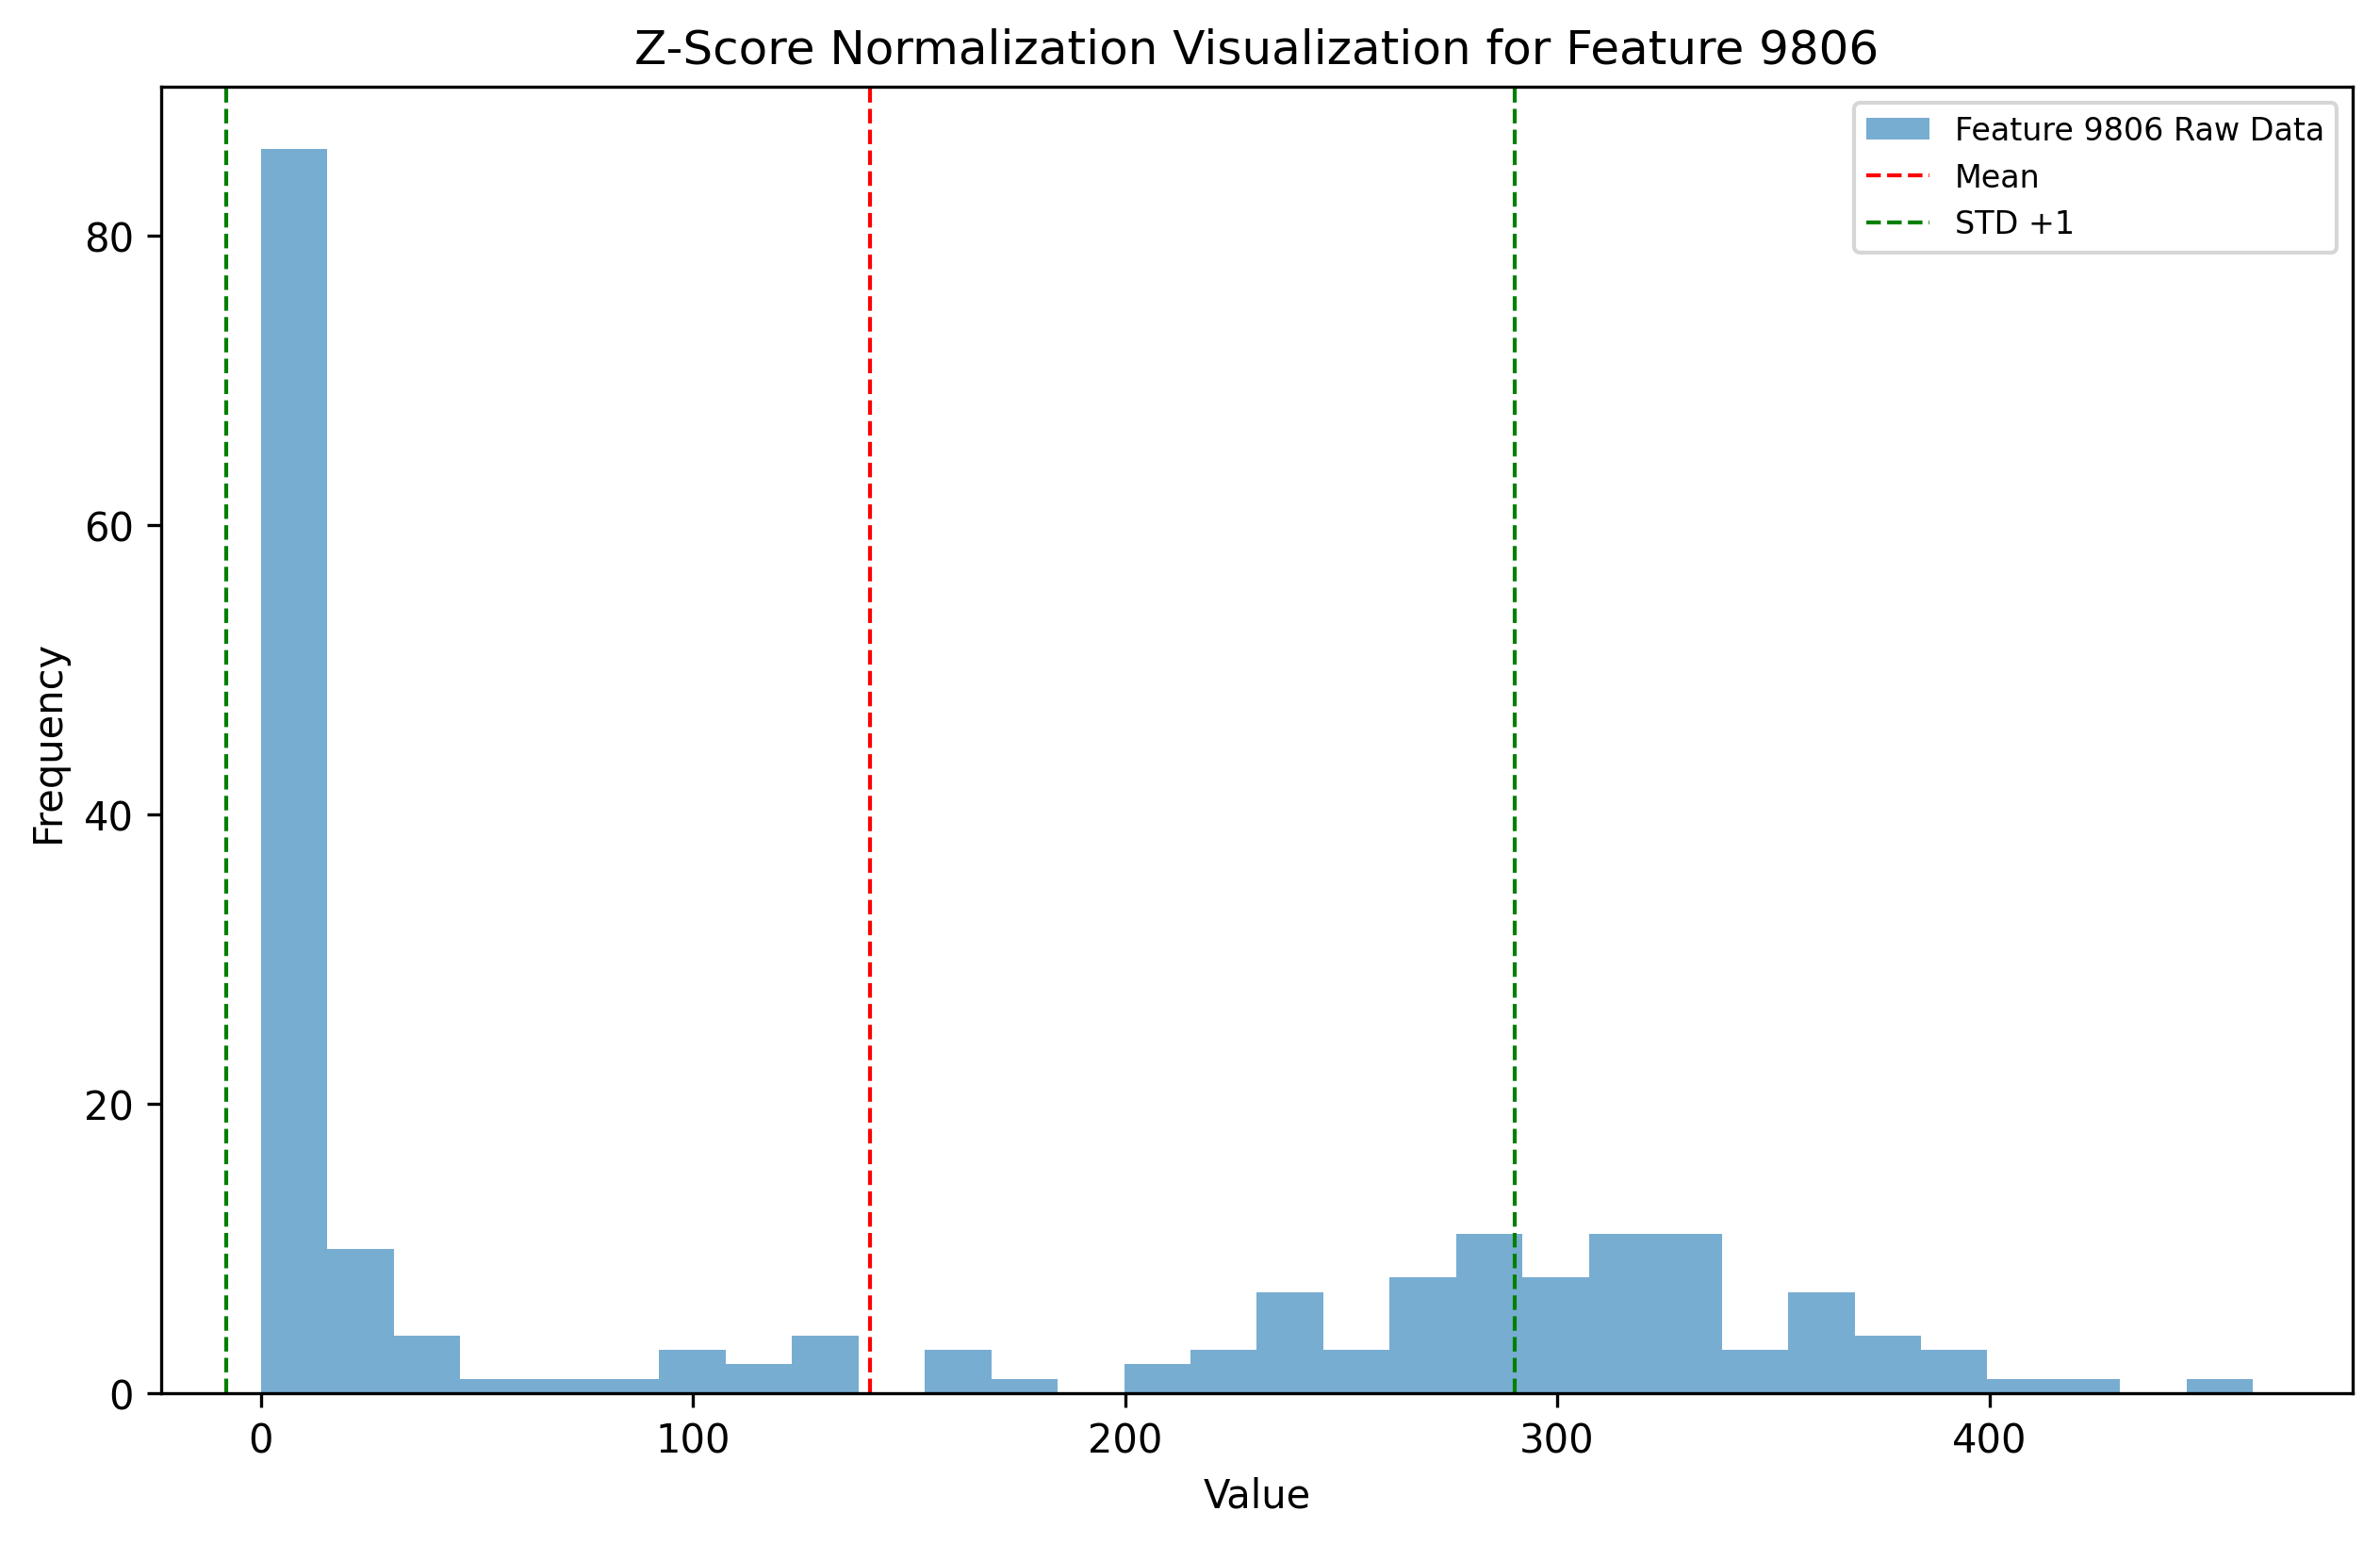 Z-Score Normalization Visualization for Feature 9806
Feature 9806 Raw Data
Mean
STD +1
80
60
40
20
0
Frequency
0 100 200 300 400
Value